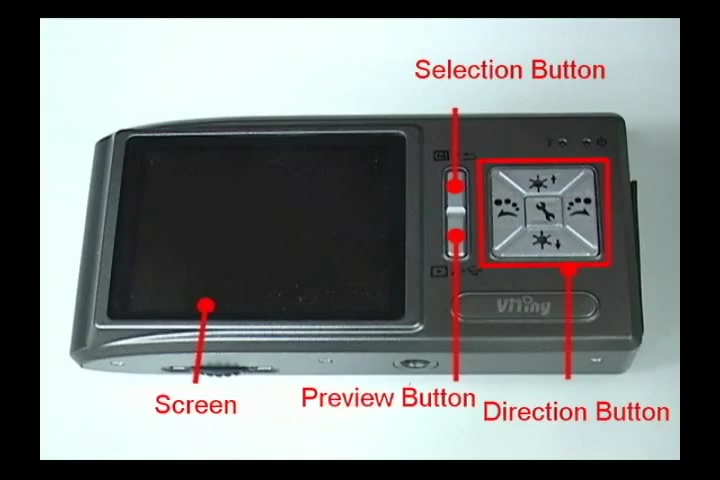 Selection Button
ViTiny
Screen
Preview Button
Direction Button